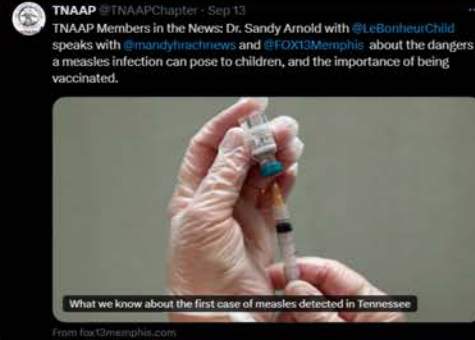 TNAAP @TNAAPChapter · Sep 13
TNAAP Members in the News: Dr. Sandy Arnold with @LeBonheurChild
speaks with @mandyhrachnews and @FOX13Memphis about the dangers
a measles infection can pose to children, and the importance of being
vaccinated.
What we know about the first case of measles detected in Tennessee
From fox13memphis.com